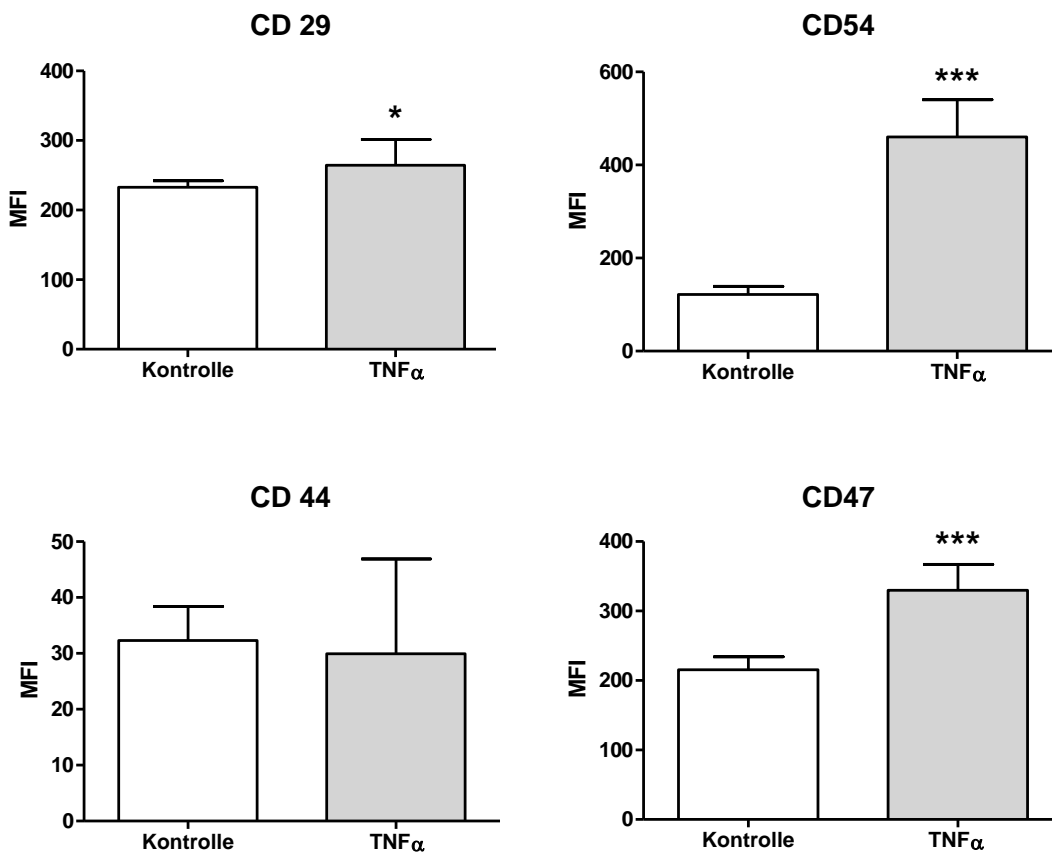 CD 29
400
300
200
100
0
MFI
*
Kontrolle TNFα
CD54
600
400
200
0
MFI
***
Kontrolle TNFα
CD 44
50
40
30
20
10
0
MFI
Kontrolle TNFα
CD47
400
300
200
100
0
MFI
***
Kontrolle TNFα